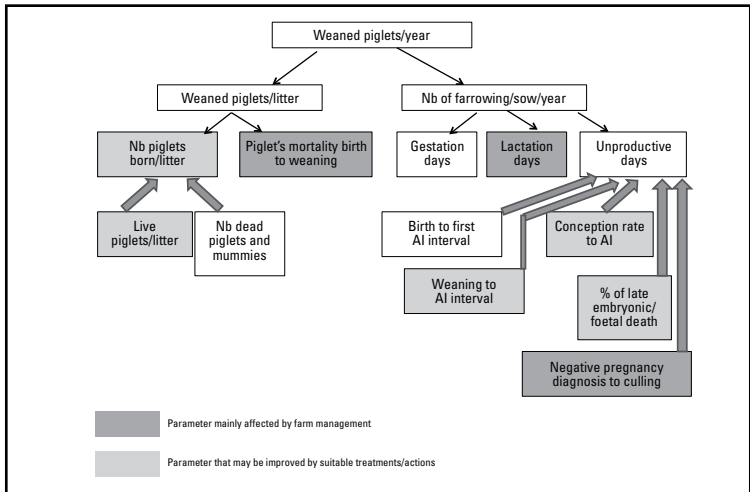 Weaned piglets/year
Weaned piglets/litter
Nb of farrowing/sow/year
Nb piglets
born/litter
Piglet's mortality birth
to weaning
Gestation
days
Lactation
days
Unproductive
days
Live
piglets/litter
Nb dead
piglets and
mummies
Birth to first
AI interval
Conception rate
to AI
Weaning to
AI interval
% of late
embryonic/
foetal death
Negative pregnancy
diagnosis to culling
Parameter mainly affected by farm management
Parameter that may be improved by suitable treatments/actions